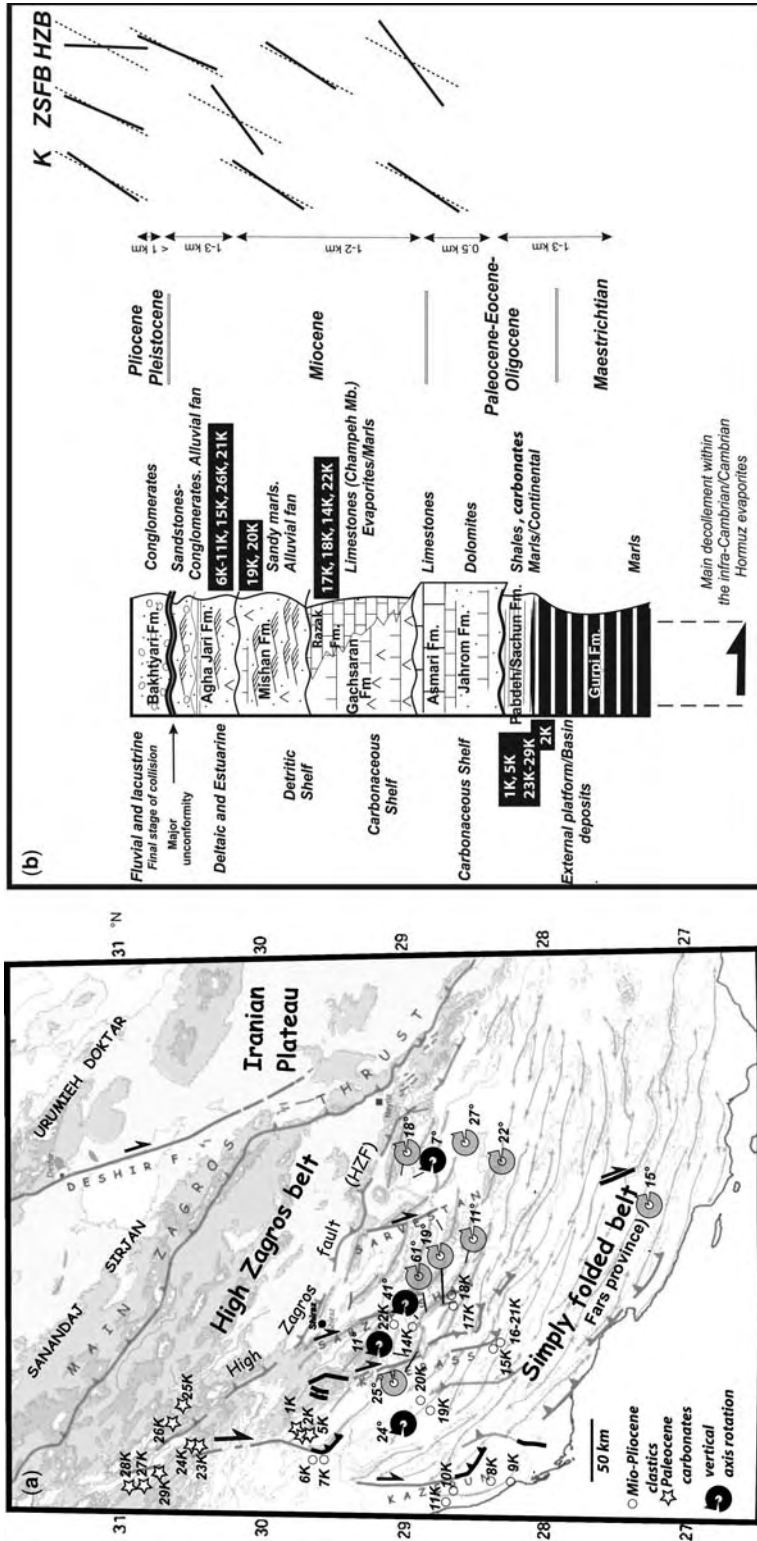 (a)
31
30
29
28
27
°N
URUMIEH DOKTAR
SANANDAJ
SIRJAN
MAIN ZAGROS THRUST
DESHIR F.
Iranian
Plateau
High Zagros belt
High Zagros fault
(HZF)
Shiraz
28K
27K
29K
26K
25K
24K
23K
1K
2K
5K
6K
7K
11K
10K
8K
9K
22K
14K
20K
19K
18K
17K
15K
16-21K
11°
41°
25°
24°
61°
19°
11°
18°
7°
27°
22°
15°
Simply folded belt
(Fars province)
50 km
Mio-Pliocene
clastics
Paleocene
carbonates
vertical
axis rotation
31
30
29
28
27
(b)
K ZSFB HZB
Fluvial and lacustrine
Final stage of collision
Major
unconformity
Deltaic and Estuarine
Detritic
Shelf
Carbonaceous
Shelf
Carbonaceous Shelf
1K, 5K
23K-29K
2K
External platform/Basin
deposits
Bakhtyari Fm.
Agha Jari Fm.
Mishan Fm.
Razak
Fm.
Gachsaran
Fm
Asmari Fm.
Jahrom Fm.
Pabdeh/Sachun Fm.
Gurpi Fm.
Conglomerates
Sandstones-
Conglomerates. Alluvial fan
6K-11K, 15K, 26K, 21K
19K, 20K
Sandy marls.
Alluvial fan
17K, 18K, 14K, 22K
Limestones (Champeh Mb.)
Evaporites/Marls
Limestones
Dolomites
Shales, carbonates
Marls/Continental
Marls
Main decollement within
the infra-Cambrian/Cambrian
Hormuz evaporites
Pliocene
Pleistocene
Miocene
Paleocene-Eocene-
Oligocene
Maestrichtian
< 1 km
1-3 km
1-2 km
0.5 km
1-3 km